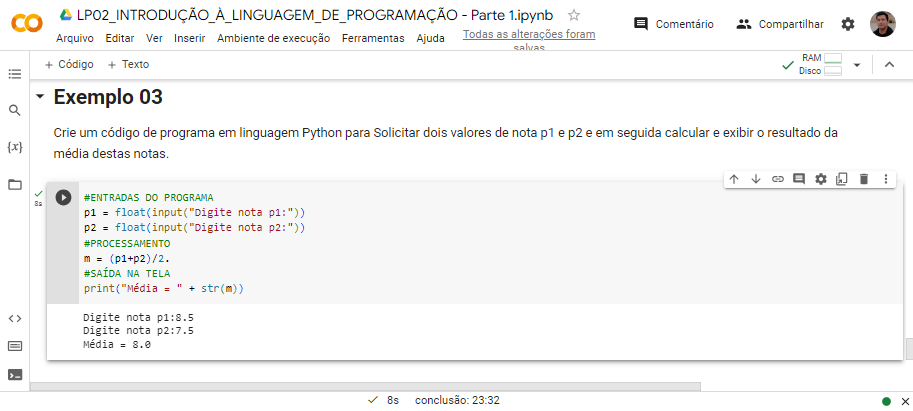 LP02_INTRODUÇÃO_À_LINGUAGEM_DE_PROGRAMAÇÃO - Parte 1.ipynb
Comentário
Compartilhar
Arquivo Editar Ver Inserir Ambiente de execução Ferramentas Ajuda Todas as alterações foram salvas
+ Código + Texto
RAM
Disco
Exemplo 03
Crie um código de programa em linguagem Python para Solicitar dois valores de nota p1 e p2 e em seguida calcular e exibir o resultado da
média destas notas.
{x}
8s
#ENTRADAS DO PROGRAMA
p1 = float(input("Digite nota p1:"))
p2 = float(input("Digite nota p2:"))
#PROCESSAMENTO
m = (p1+p2)/2.
#SAÍDA NA TELA
print("Média = " + str(m))
Digite nota p1:8.5
Digite nota p2:7.5
Média = 8.0
8s conclusão: 23:32